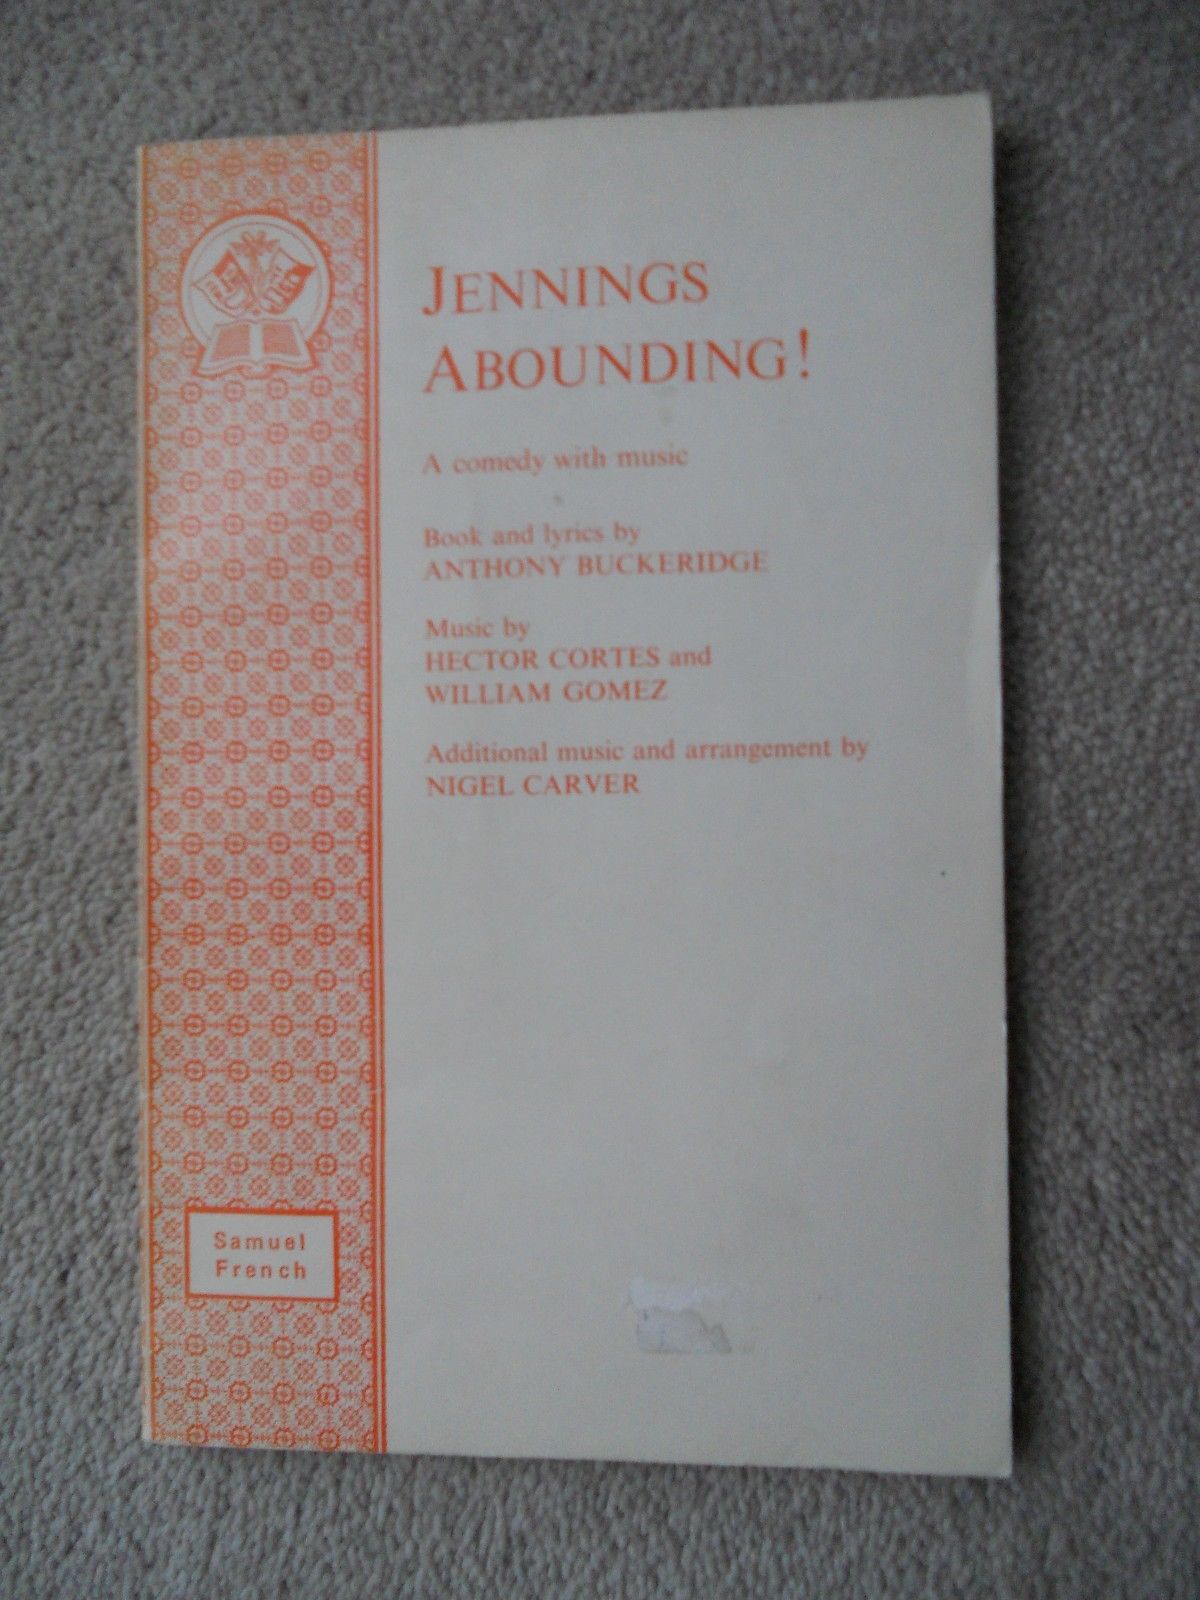 JENNINGS
ABOUNDING!
A comedy with music
Book and lyrics by
ANTHONY BUCKERIDGE
Music by
HECTOR CORTES and
WILLIAM GOMEZ
Additional music and arrangement by
NIGEL CARVER
Samuel
French